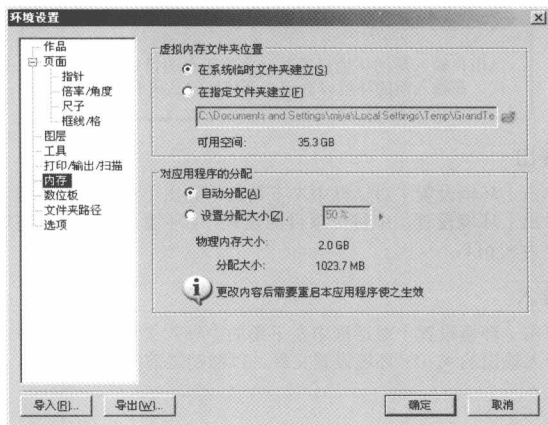 环境设置
作品
页面
指针
倍率/角度
尺子
框线/格
图层
工具
打印/输出/扫描
内存
数位板
文件夹路径
选项
虚拟内存文件夹位置
在系统临时文件夹建立(S)
在指定文件夹建立(F)
C:\Documents and Settings\miya\Local Settings\Temp\GrandTe
可用空间: 35.3 GB
对应用程序的分配
自动分配(A)
设置分配大小(Z). 50 %
物理内存大小: 2.0 GB
分配大小: 1023.7 MB
更改内容后需要重启本应用程序使之生效
导入(R)... 导出(W)... 确定 取消